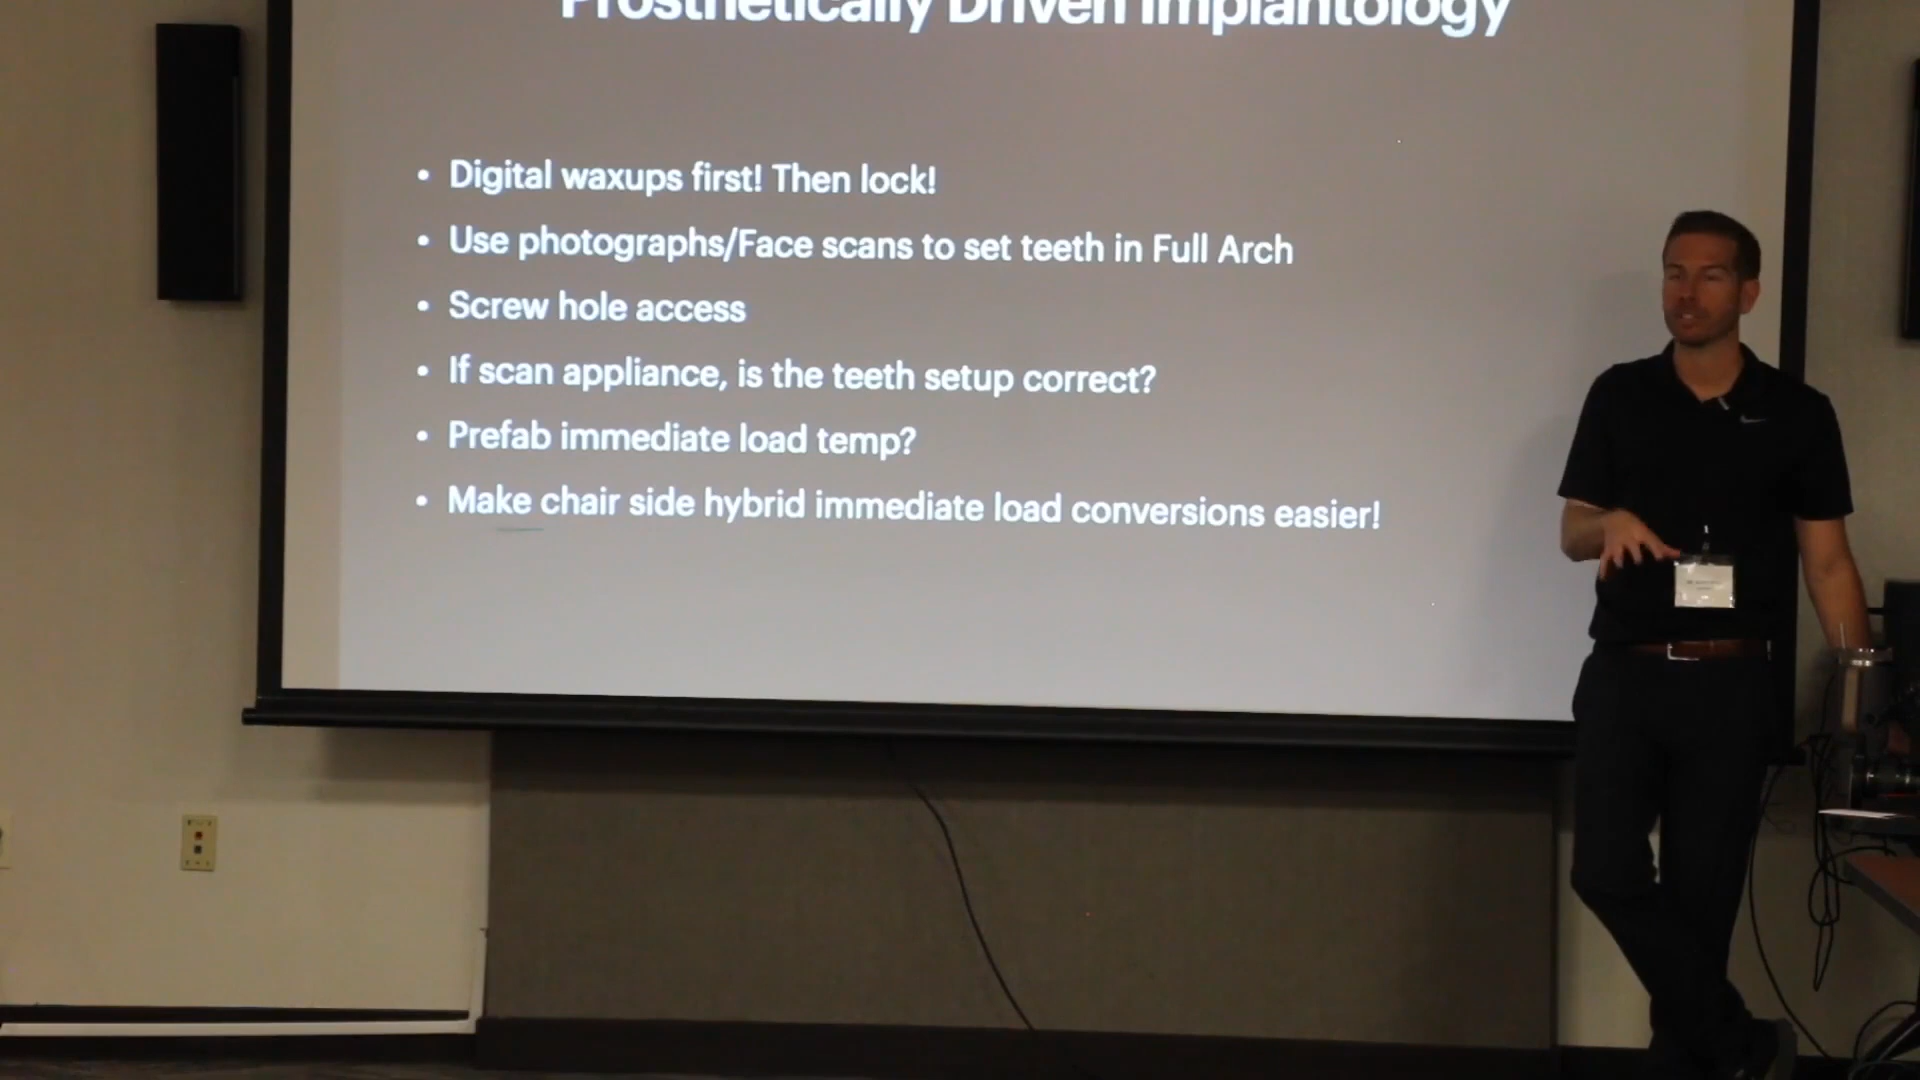 Prosthetically Driven Implantology
• Digital waxups first! Then lock!
• Use photographs/Face scans to set teeth in Full Arch
• Screw hole access
• If scan appliance, is the teeth setup correct?
• Prefab immediate load temp?
• Make chair side hybrid immediate load conversions easier!